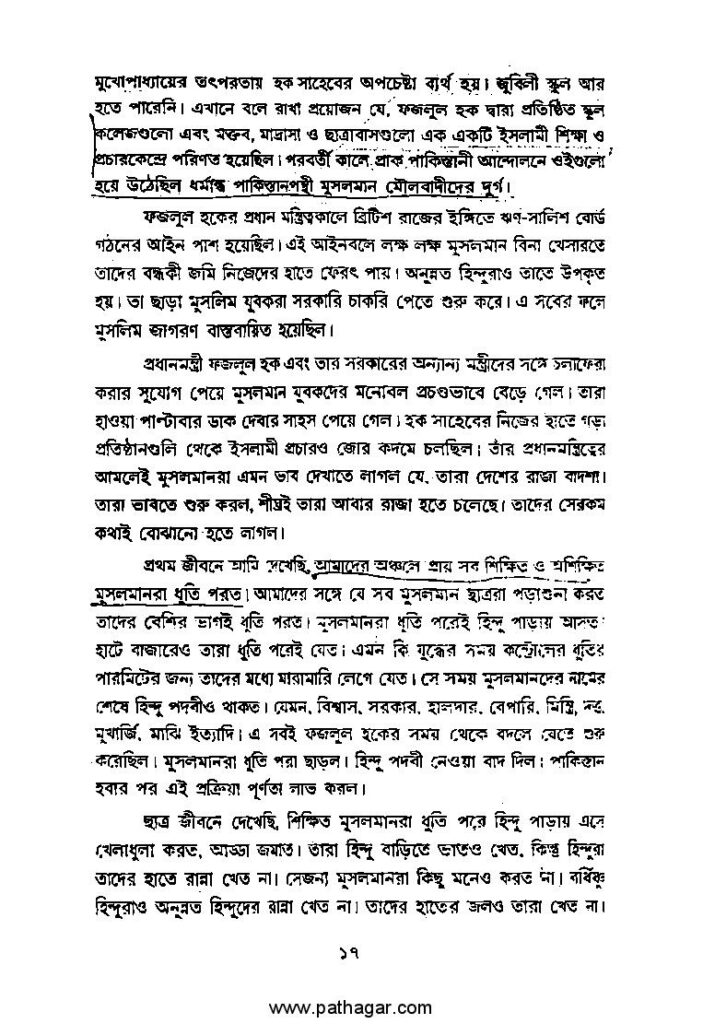 মুখোপাধ্যায়ের তৎপরতায় হক সাহেবের অপচেষ্টা ব্যর্থ হয়। জুবিলী স্কুল আর
হতে পারেনি। এখানে বলে রাখা প্রয়োজন যে, ফজলুল হক দ্বারা প্রতিষ্ঠিত স্কুল
কলেজগুলো এবং মক্তব, মাদ্রাসা ও ছাত্রাবাসগুলো এক একটি ইসলামী শিক্ষা ও
প্রচারকেন্দ্রে পরিণত হয়েছিল। পরবর্তী কালে প্রাক পাকিস্তানী আন্দোলনে ওইগুলো
হয়ে উঠেছিল ধর্মান্ধ পাকিস্তানপন্থী মুসলমান মৌলবাদীদের দুর্গ।
ফজলুল হকের প্রধান মন্ত্রিত্বকালে ব্রিটিশ রাজের ইঙ্গিতে ঋণ-সালিশ বোর্ড
গঠনের আইন পাশ হয়েছিল। এই আইনবলে লক্ষ লক্ষ মুসলমান বিনা খেসারতে
তাদের বন্ধকী জমি নিজেদের হাতে ফেরৎ পায়। অনুন্নত হিন্দুরাও তাতে উপকৃত
হয়। তা ছাড়া মুসলিম যুবকরা সরকারি চাকরি পেতে শুরু করে। এ সবের ফলে
মুসলিম জাগরণ বাস্তবায়িত হয়েছিল।
প্রধানমন্ত্রী ফজলুল হক এবং তার সরকারের অন্যান্য মন্ত্রীদের সঙ্গে চলাফেরা
করার সুযোগ পেয়ে মুসলমান যুবকদের মনোবল প্রচণ্ডভাবে বেড়ে গেল। তারা
হাওয়া পাল্টাবার ডাক দেবার সাহস পেয়ে গেল। হক সাহেবের নিজের হাতে গড়া
প্রতিষ্ঠানগুলি থেকে ইসলামী প্রচারও জোর কদমে চলছিল। তাঁর প্রধানমন্ত্রিত্বের
আমলেই মুসলমানরা এমন ভাব দেখাতে লাগল যে, তারা দেশের রাজা বাদশা।
তারা ভাবতে শুরু করল, শীঘ্রই তারা আবার রাজা হতে চলেছে। তাদের সেরকম
কথাই বোঝানো হতে লাগল।
প্রথম জীবনে আমি দেখেছি, আমাদের অঞ্চলে প্রায় সব শিক্ষিত ও অশিক্ষিত
মুসলমানরা ধুতি পরত। আমাদের সঙ্গে যে সব মুসলমান ছাত্ররা পড়াশুনা করত
তাদের বেশির ভাগই ধুতি পরত। মুসলমানরা ধুতি পরেই হিন্দু পাড়ায় আসত।
হাটে বাজারেও তারা ধুতি পরেই যেত। এমন কি যুদ্ধের সময় কন্ট্রোলের ধুতির
পারমিটের জন্য তাদের মধ্যে মারামারি লেগে যেত। সে সময় মুসলমানদের নামের
শেষে হিন্দু পদবীও থাকত। যেমন, বিশ্বাস, সরকার, হালদার, বেপারি, মিস্ত্রি, দত্ত,
মুখার্জি, মাঝি ইত্যাদি। এ সবই ফজলুল হকের সময় থেকে বদলে যেতে শুরু
করেছিল। মুসলমানরা ধুতি পরা ছাড়ল। হিন্দু পদবী নেওয়া বাদ দিল। পাকিস্তান
হবার পর এই প্রক্রিয়া পূর্ণতা লাভ করল।
ছাত্র জীবনে দেখেছি, শিক্ষিত মুসলমানরা ধুতি পরে হিন্দু পাড়ায় এসে
খেলাধুলা করত, আড্ডা জমাত। তারা হিন্দু বাড়িতে ভাতও খেত, কিন্তু হিন্দুরা
তাদের হাতে রান্না খেত না। সেজন্য মুসলমানরা কিছু মনেও করত না। বর্ধিষ্ণু
হিন্দুরাও অনুন্নত হিন্দুদের রান্না খেত না। তাদের হাতের জলও তারা খেত না।
১৭
www.pathagar.com